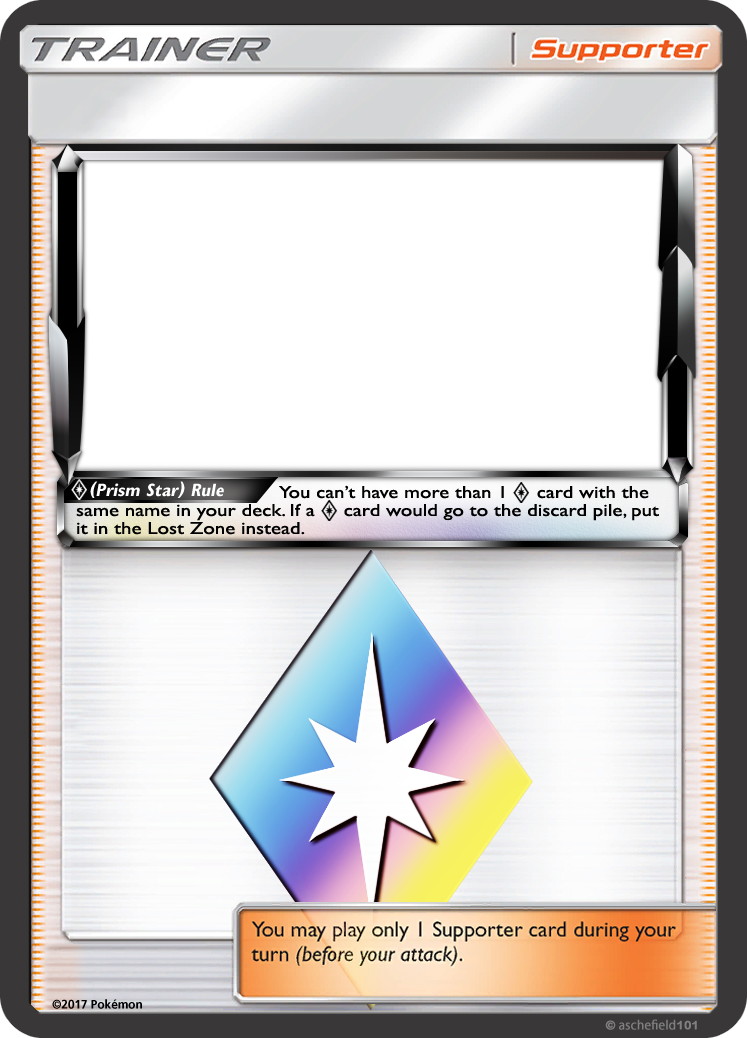 TRAINER
Supporter
(Prism Star) Rule You can't have more than 1 card with the
same name in your deck. If a card would go to the discard pile, put
it in the Lost Zone instead.
You may play only 1 Supporter card during your
turn (before your attack).
©2017 Pokémon
© aschefield101